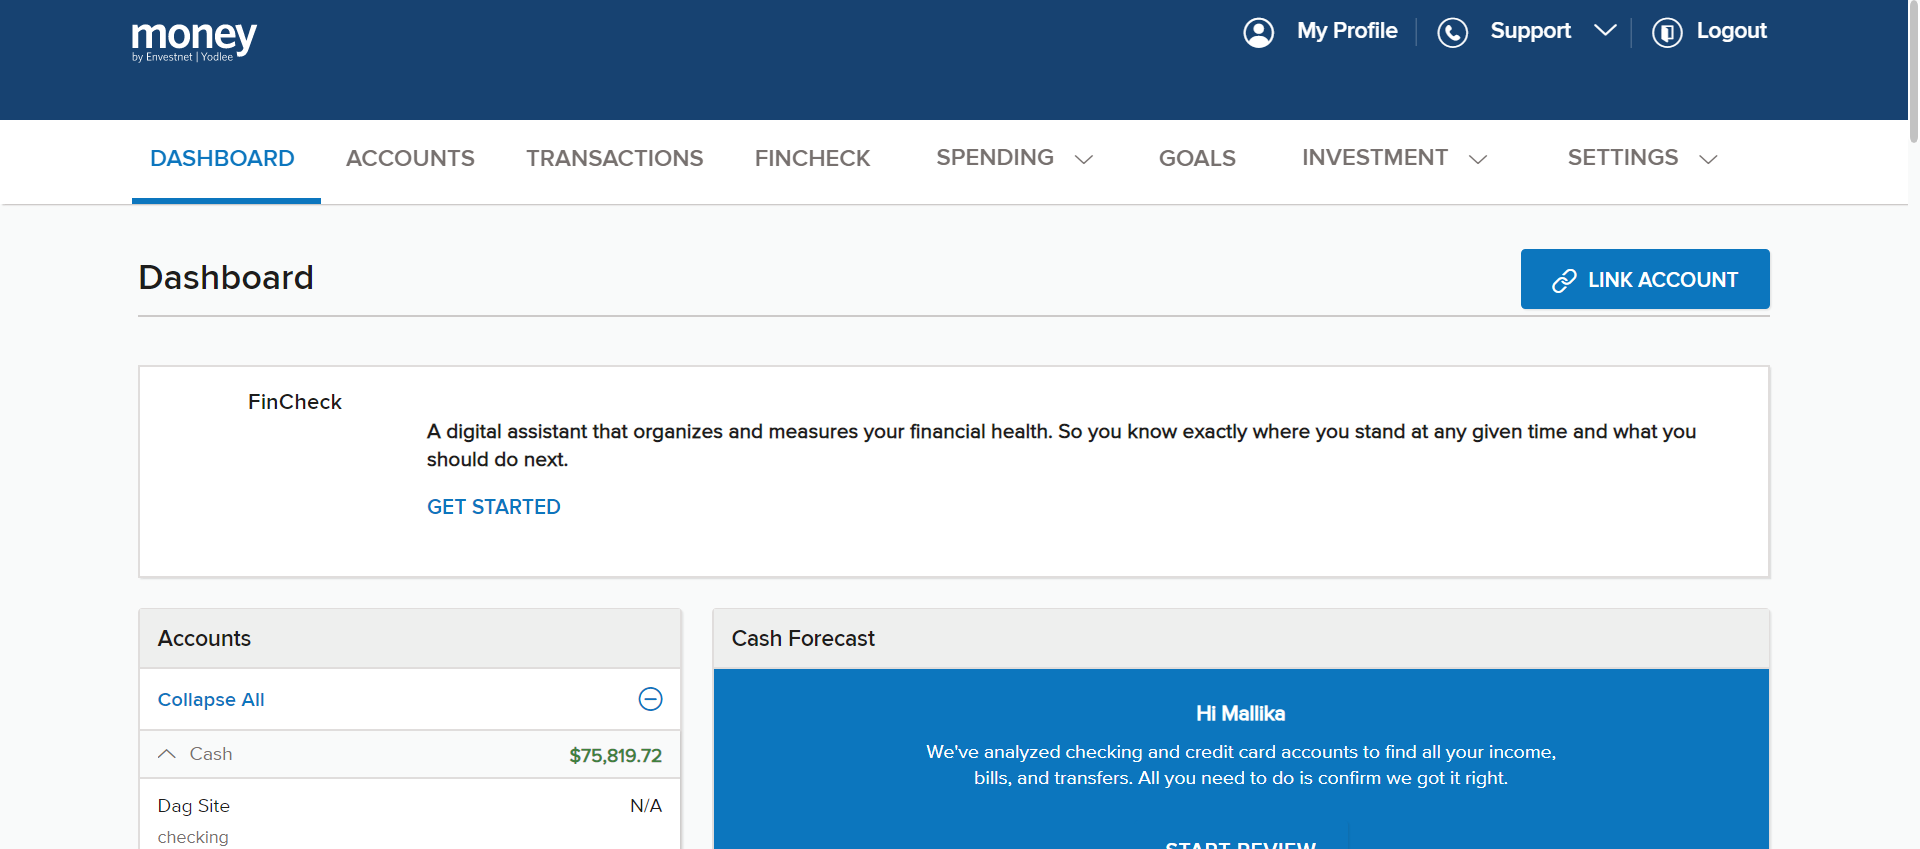 money
by Envestnet | Yodlee
My Profile
Support
Logout
DASHBOARD
ACCOUNTS
TRANSACTIONS
FINCHECK
SPENDING
GOALS
INVESTMENT
SETTINGS
Dashboard
LINK ACCOUNT
FinCheck
A digital assistant that organizes and measures your financial health. So you know exactly where you stand at any given time and what you
should do next.
GET STARTED
Accounts
Collapse All
Cash $75,819.72
Dag Site N/A
checking
Cash Forecast
Hi Mallika
We've analyzed checking and credit card accounts to find all your income,
bills, and transfers. All you need to do is confirm we got it right.
START REVIEW